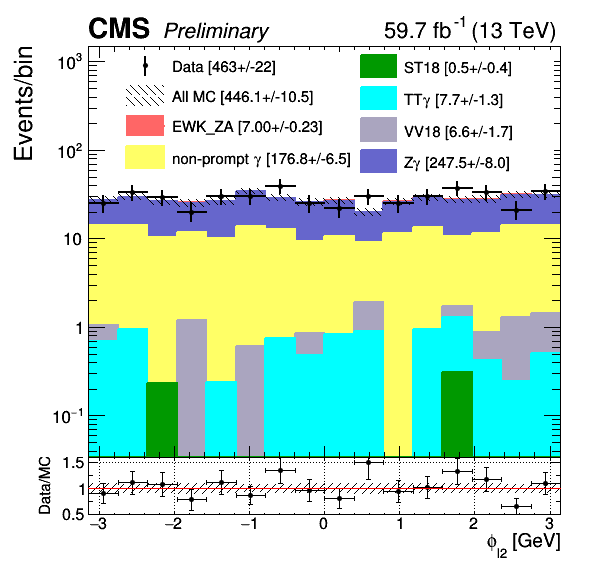 CMS Preliminary 59.7 fb⁻¹ (13 TeV)
Events/bin
10³
10²
10
1
10⁻¹
Data [463+/-22]
All MC [446.1+/-10.5]
EWK_ZA [7.00+/-0.23]
non-prompt γ [176.8+/-6.5]
ST18 [0.5+/-0.4]
TTγ [7.7+/-1.3]
VV18 [6.6+/-1.7]
Zγ [247.5+/-8.0]
Data/MC
1.5
1
0.5
−3 −2 −1 0 1 2 3
ϕl2 [GeV]